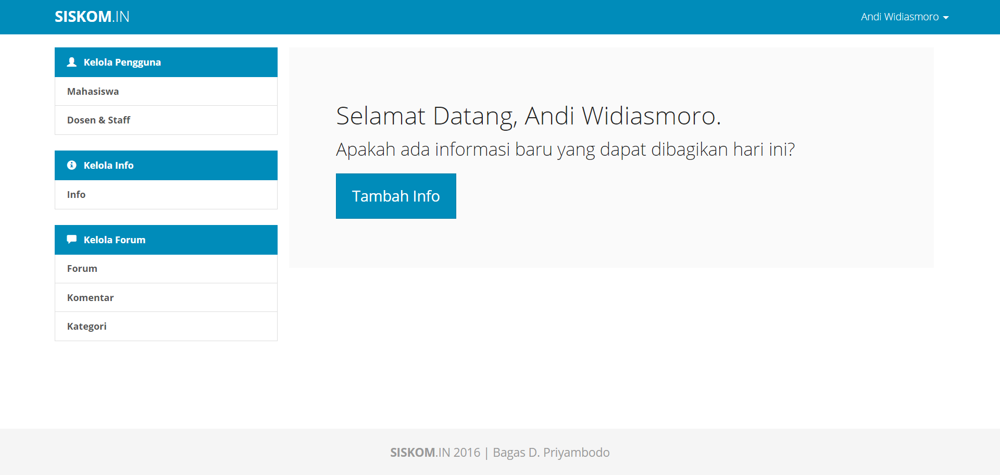 SISKOM.IN
Andi Widiasmoro
Kelola Pengguna
Mahasiswa
Dosen & Staff
Kelola Info
Info
Kelola Forum
Forum
Komentar
Kategori
Selamat Datang, Andi Widiasmoro.
Apakah ada informasi baru yang dapat dibagikan hari ini?
Tambah Info
SISKOM.IN 2016 | Bagas D. Priyambodo